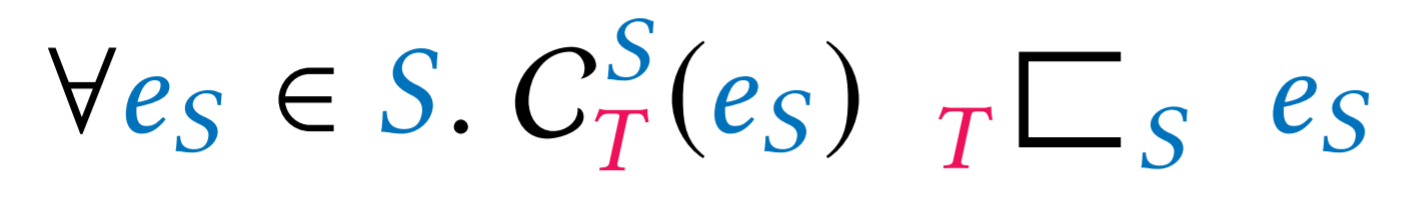 ∀e_S ∈ S. 𝒞^S_T(e_S) _T⊏_S e_S